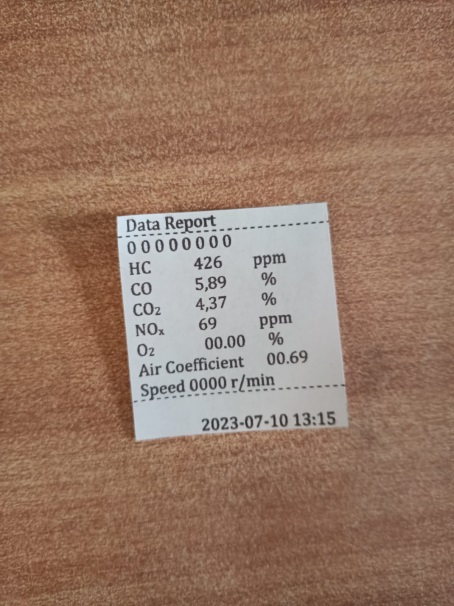 Data Report
00000000
HC 426 ppm
CO 5,89 %
CO₂ 4,37 %
NOₓ 69 ppm
O₂ 00.00 %
Air Coefficient 00.69
Speed 0000 r/min
2023-07-10 13:15